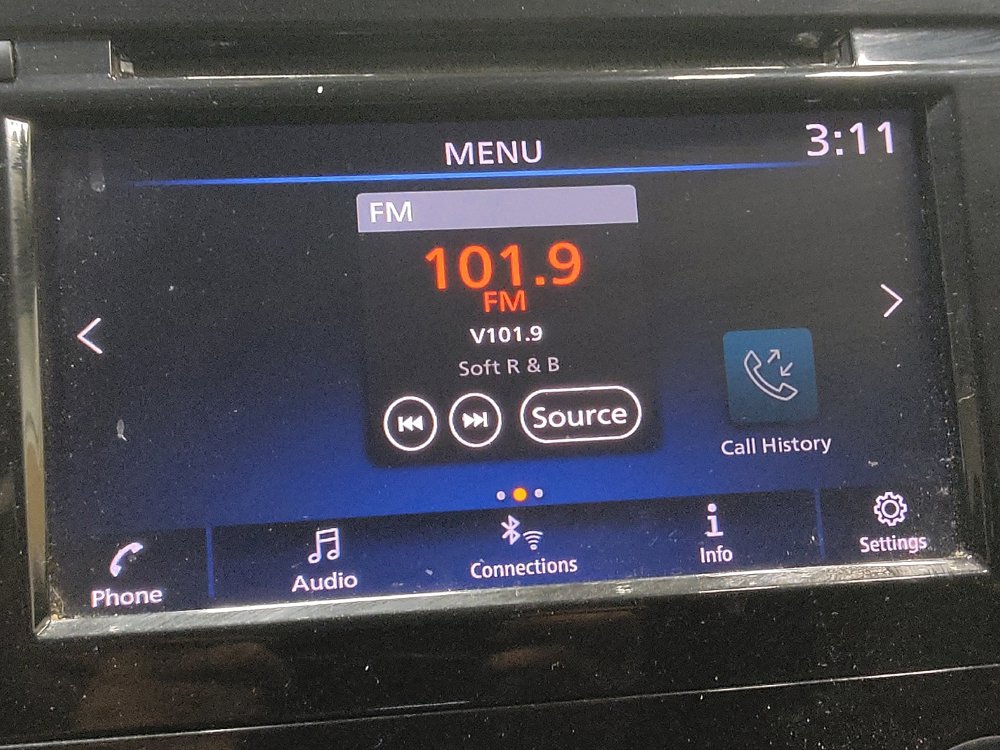 MENU
3:11
FM
101.9
FM
V101.9
Soft R & B
Source
Call History
Phone
Audio
Connections
Info
Settings